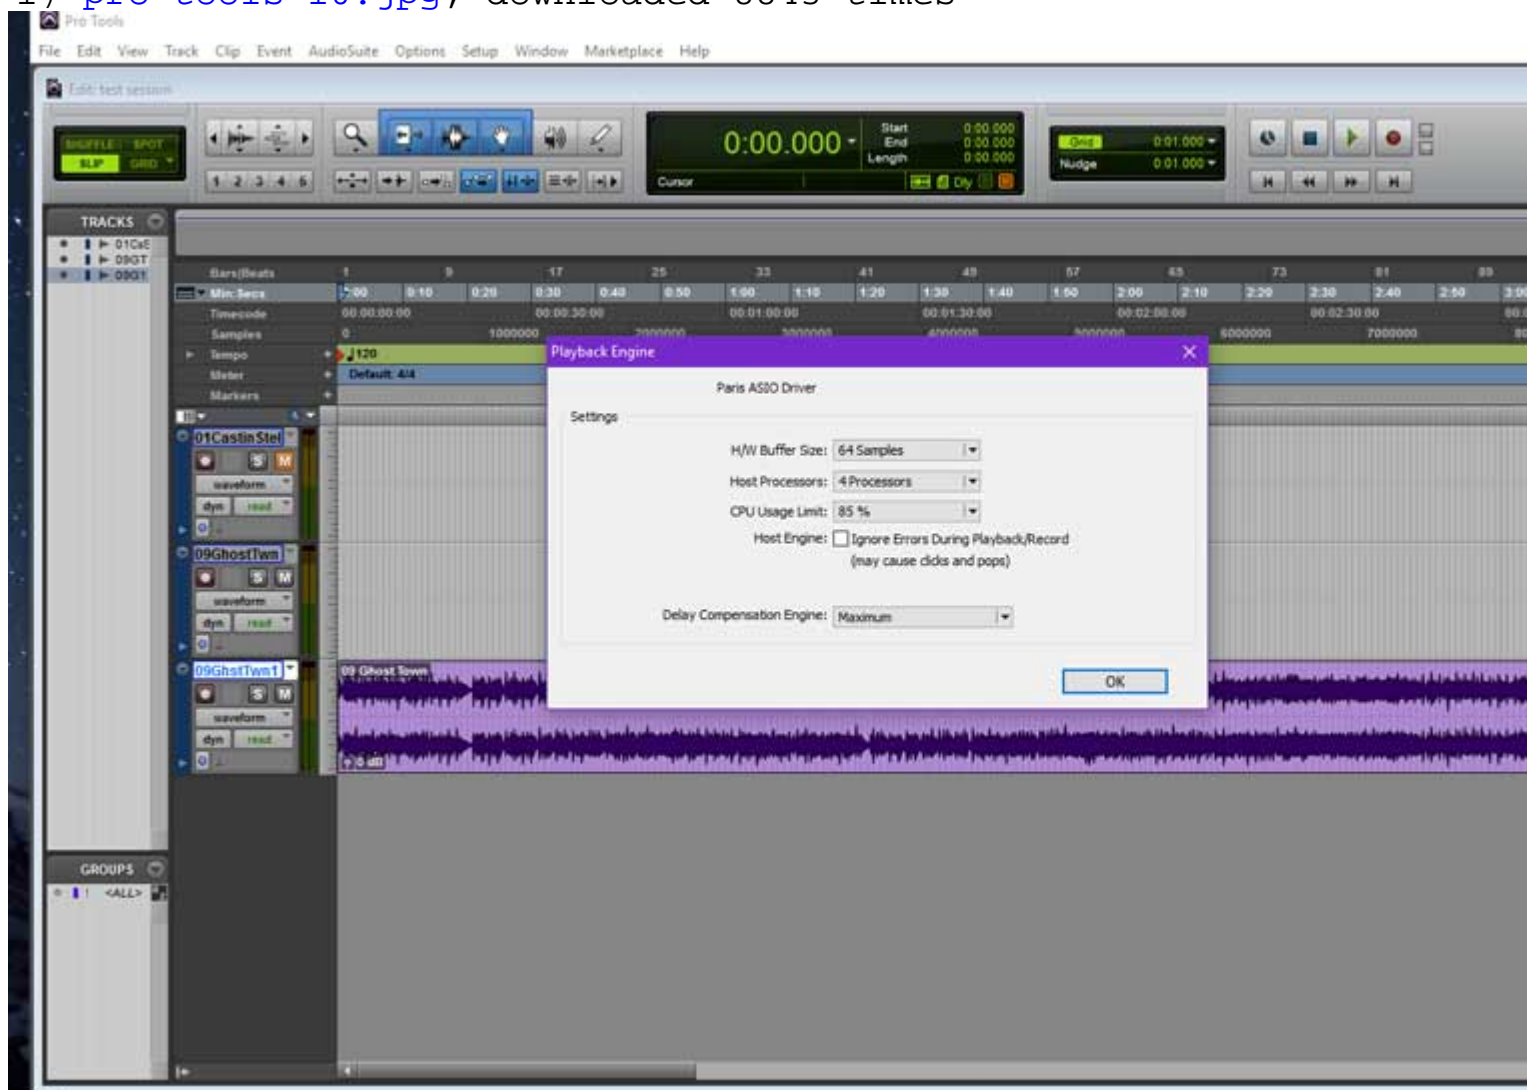 Pro Tools
File Edit View Track Clip Event AudioSuite Options Setup Window Marketplace Help
Edit: test session
SHUFFLE SPOT
SLIP GRID
1 2 3 4 5
0:00.000
Start 0:00.000
End 0:00.000
Length 0:00.000
Cursor
Dly
Grid 0:01.000
Nudge 0:01.000
TRACKS
01CaS
09GT
09GT
Bars|Beats 1 9 17 25 33 41 49 57 65 73 81 89
Min:Secs 0:00 0:10 0:20 0:30 0:40 0:50 1:00 1:10 1:20 1:30 1:40 1:50 2:00 2:10 2:20 2:30 2:40 2:50 3:00
Timecode 00:00:00:00 00:00:30:00 00:01:00:00 00:01:30:00 00:02:00:00 00:02:30:00
Samples 0 1000000 2000000 3000000 4000000 5000000 6000000 7000000
Tempo 120
Meter Default: 4/4
Markers
Playback Engine
Paris ASIO Driver
Settings
H/W Buffer Size: 64 Samples
Host Processors: 4 Processors
CPU Usage Limit: 85 %
Host Engine: Ignore Errors During Playback/Record
(may cause clicks and pops)
Delay Compensation Engine: Maximum
OK
01CastinStel
S M
waveform
dyn read
09GhostTwn
S M
waveform
dyn read
09GhstTwn1
S M
waveform
dyn read
09 Ghost Town
0 dB
GROUPS
! <ALL>